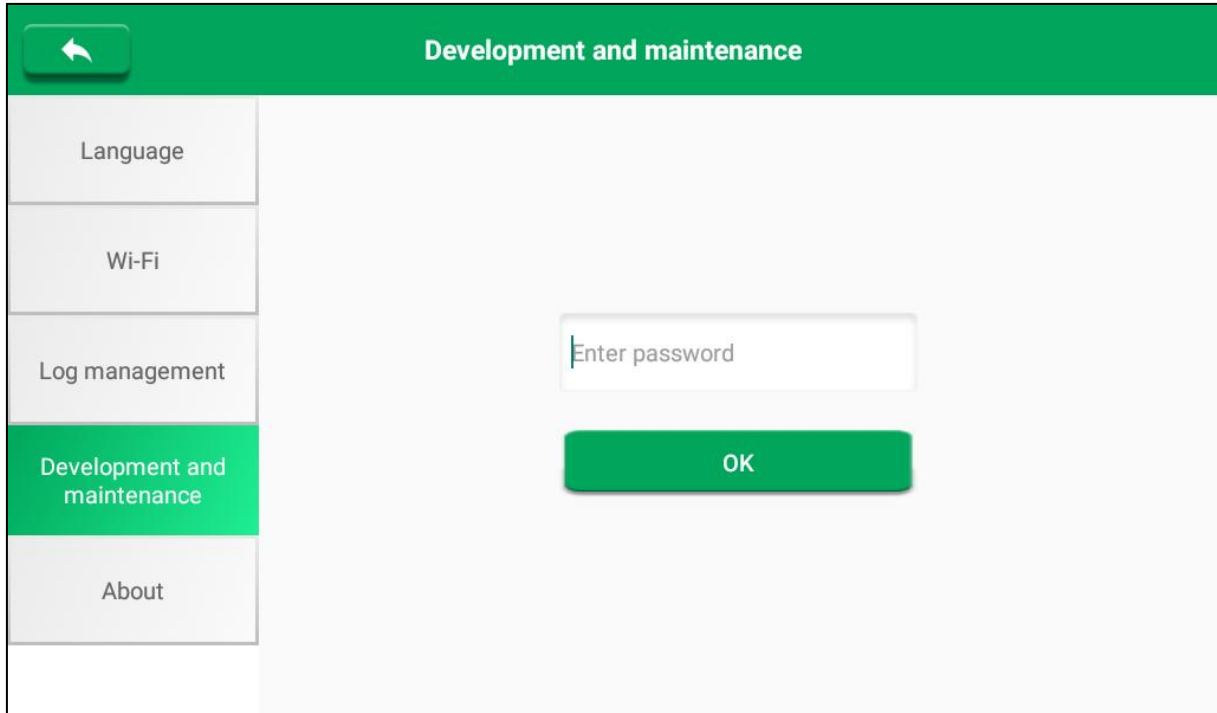 Development and maintenance
Language
Wi-Fi
Log management
Development and
maintenance
About
Enter password
OK